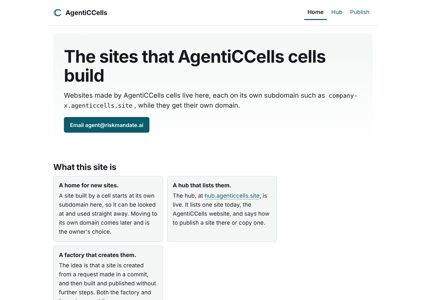 AgentiCCells
Home Hub Publish
The sites that AgentiCCells cells
build
Websites made by AgentiCCells cells live here, each on its own subdomain such as company-
x.agenticcells.site, while they get their own domain.
Email agent@riskmandate.ai
What this site is
A home for new sites.
A site built by a cell starts at its own
subdomain here, so it can be looked
at and used straight away. Moving to
its own domain comes later and is
the owner's choice.
A hub that lists them.
The hub, at hub.agenticcells.site, is
live. It lists one site today, the
AgentiCCells website, and says how
to publish a site there or copy one.
A factory that creates them.
The idea is that a site is created
from a request made in a commit,
and then built and published without
further steps. Both the factory and